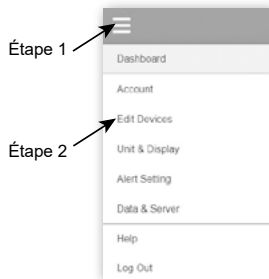 Étape 1
Dashboard
Account
Edit Devices
Étape 2
Unit & Display
Alert Setting
Data & Server
Help
Log Out